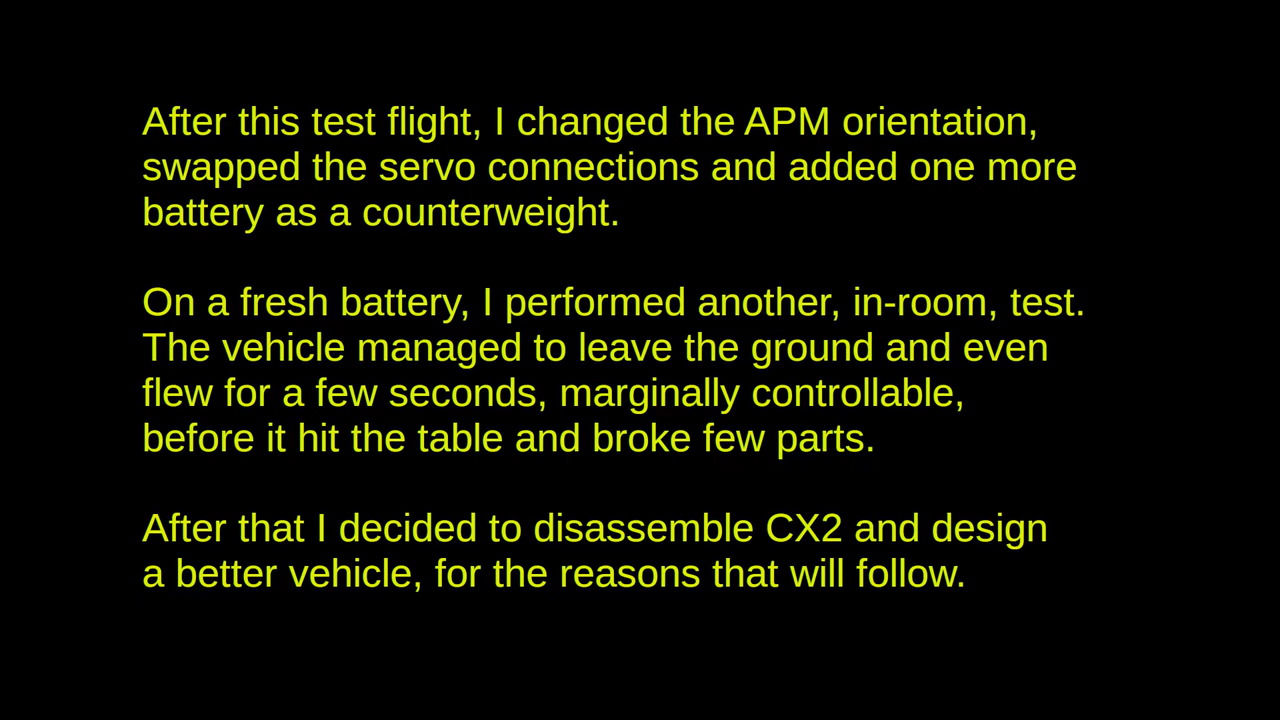 After this test flight, I changed the APM orientation,
swapped the servo connections and added one more
battery as a counterweight.
On a fresh battery, I performed another, in-room, test.
The vehicle managed to leave the ground and even
flew for a few seconds, marginally controllable,
before it hit the table and broke few parts.
After that I decided to disassemble CX2 and design
a better vehicle, for the reasons that will follow.